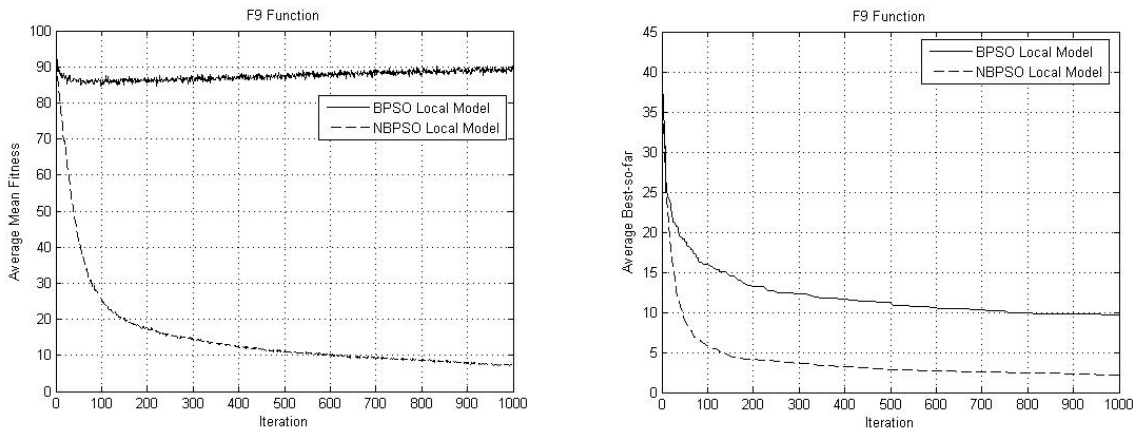 F9 Function
Average Mean Fitness
100
90
80
70
60
50
40
30
20
10
0
BPSO Local Model
NBPSO Local Model
0 100 200 300 400 500 600 700 800 900 1000
Iteration
F9 Function
Average Best-so-far
45
40
35
30
25
20
15
10
5
0
BPSO Local Model
NBPSO Local Model
0 100 200 300 400 500 600 700 800 900 1000
Iteration